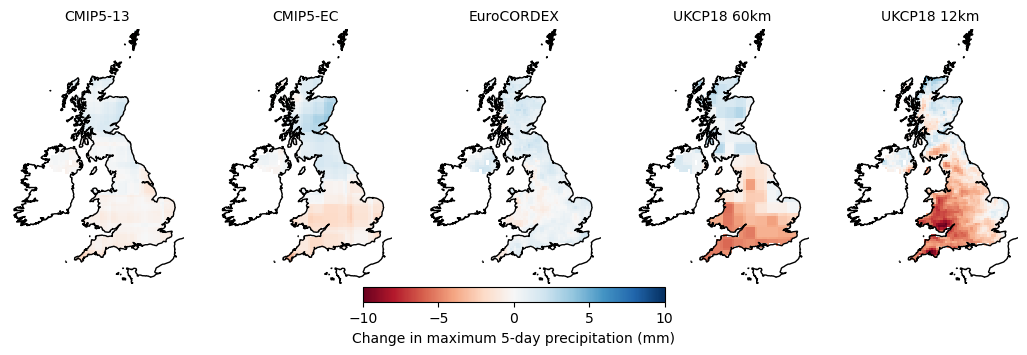 CMIP5-13 CMIP5-EC EuroCORDEX UKCP18 60km UKCP18 12km
−10 −5 0 5 10
Change in maximum 5-day precipitation (mm)